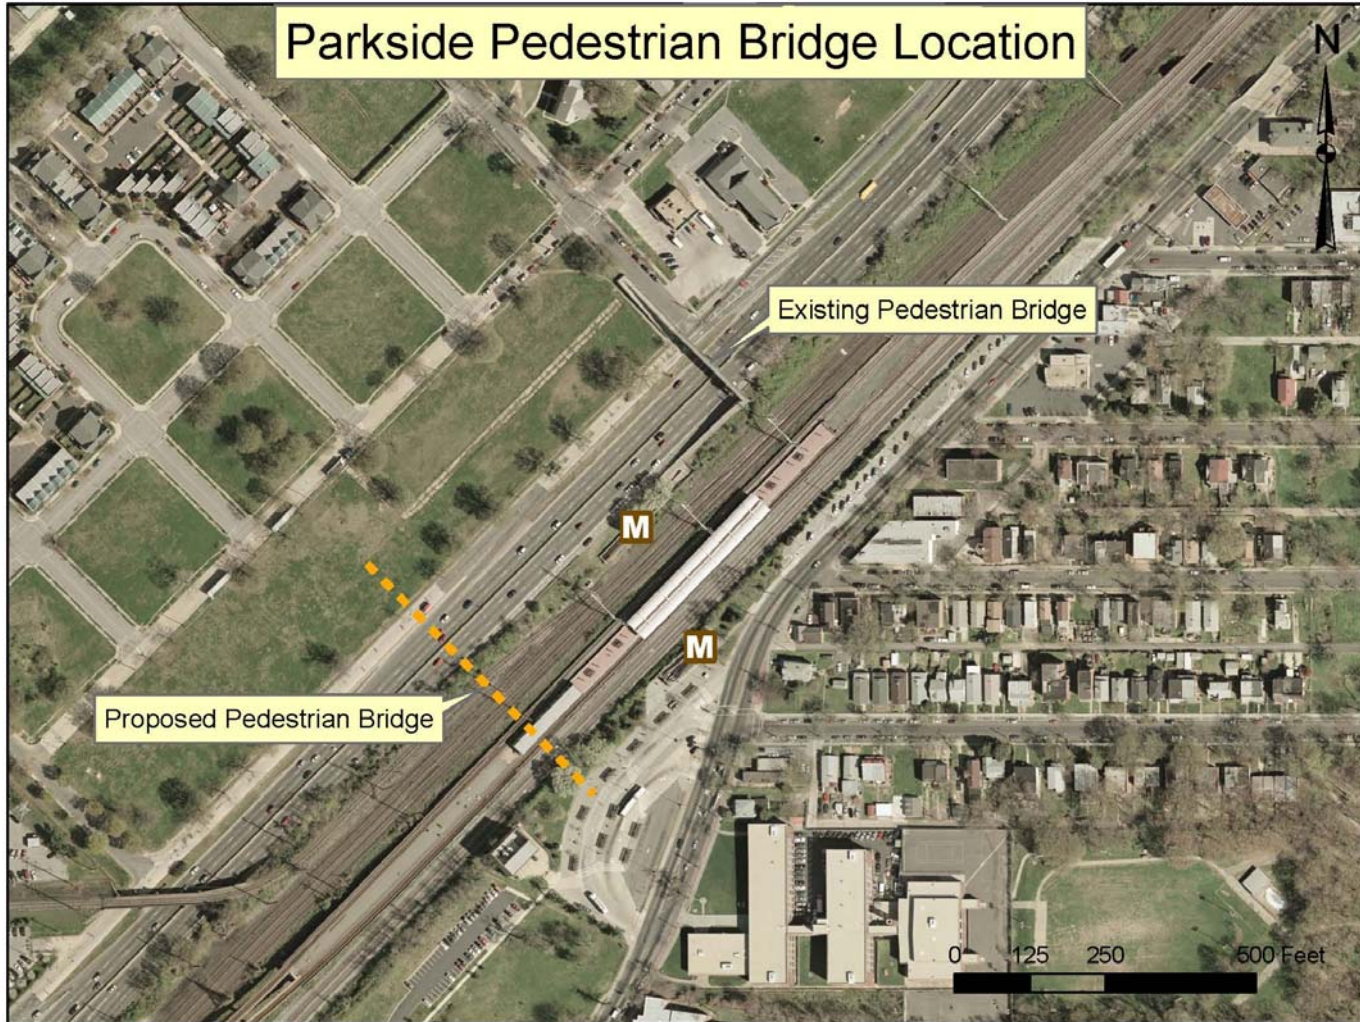 Parkside Pedestrian Bridge Location
N
Existing Pedestrian Bridge
M
M
Proposed Pedestrian Bridge
0 125 250 500 Feet